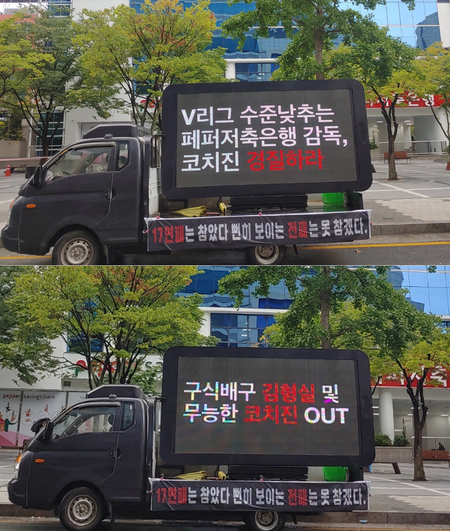 V리그 수준낮추는
페퍼저축은행 감독,
코치진 경질하라
17연패는 참았다 뻔히 보이는 전패는 못 참겠다.
구식배구 김형실 및
무능한 코치진 OUT
pepper savings bank
17연패는 참았다 뻔히 보이는 전패는 못 참겠다.